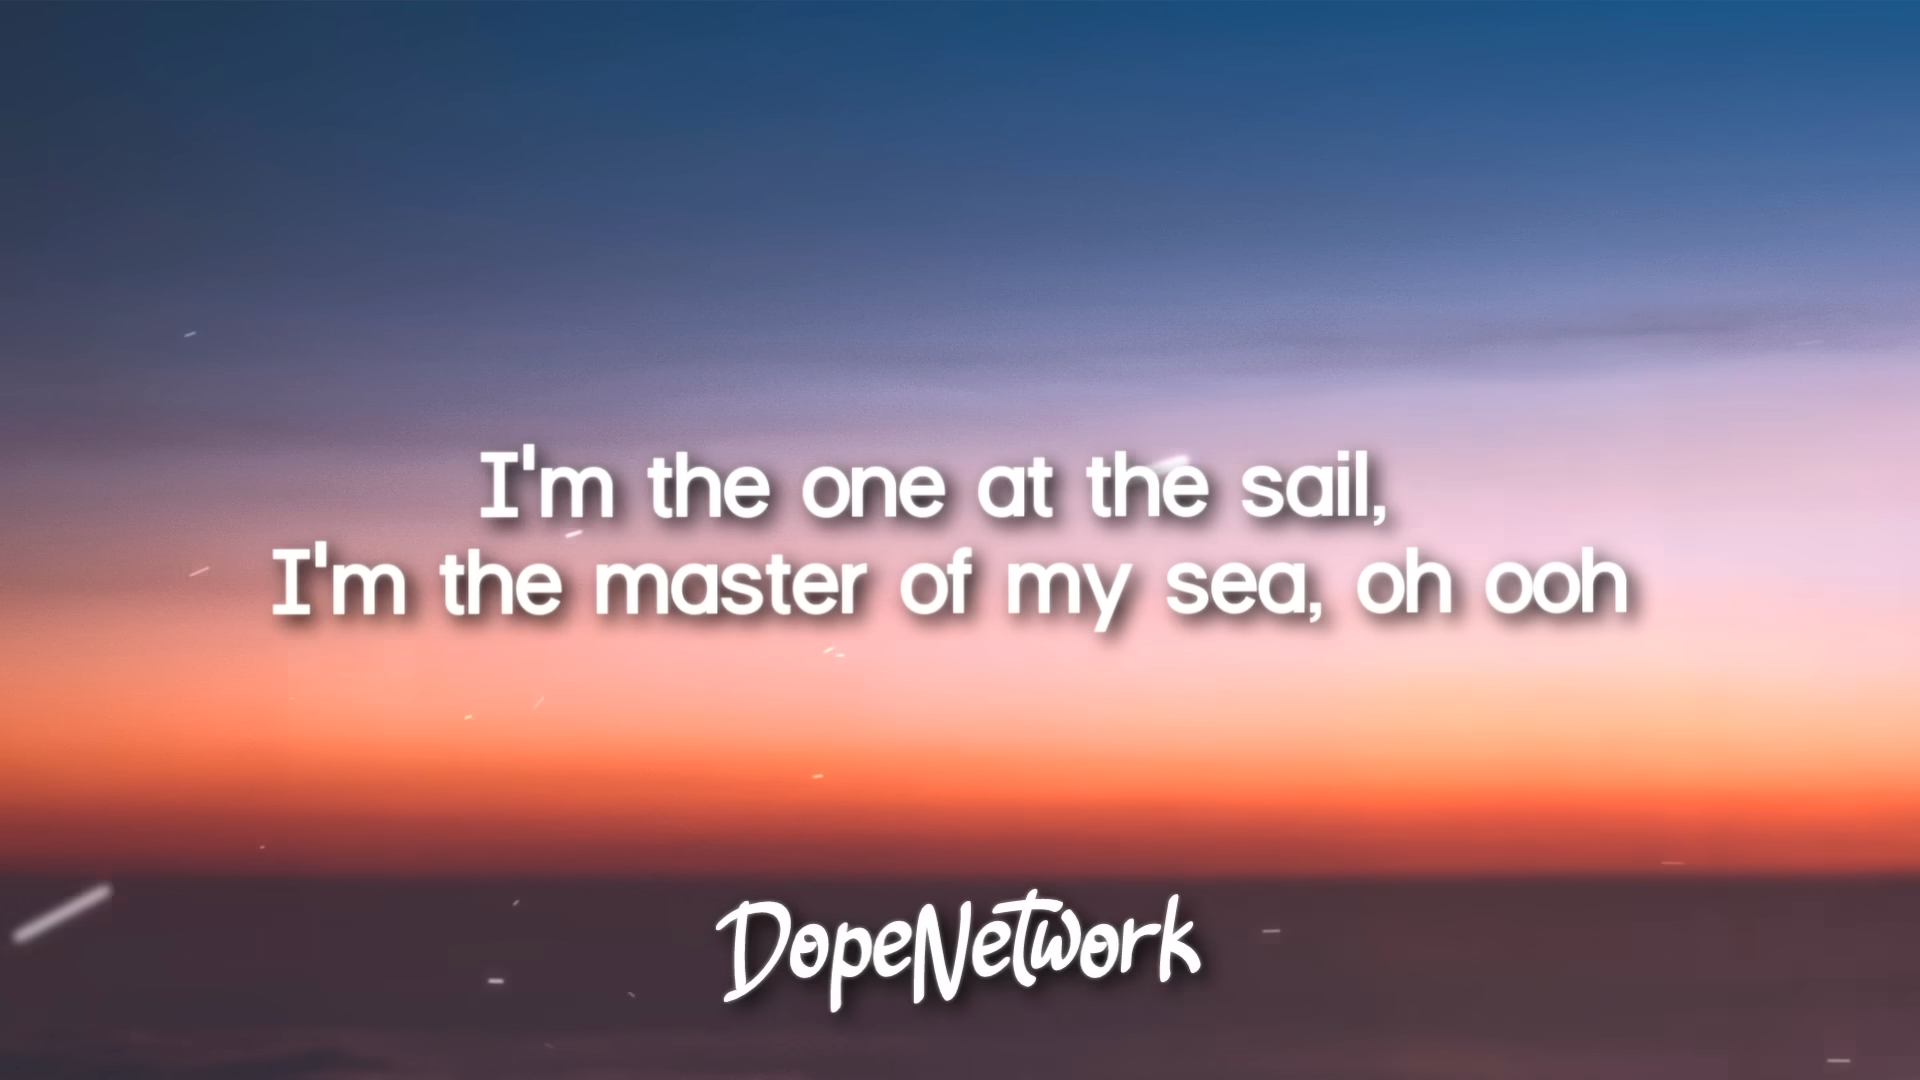 I'm the one at the sail,
I'm the master of my sea, oh ooh
DopeNetwork